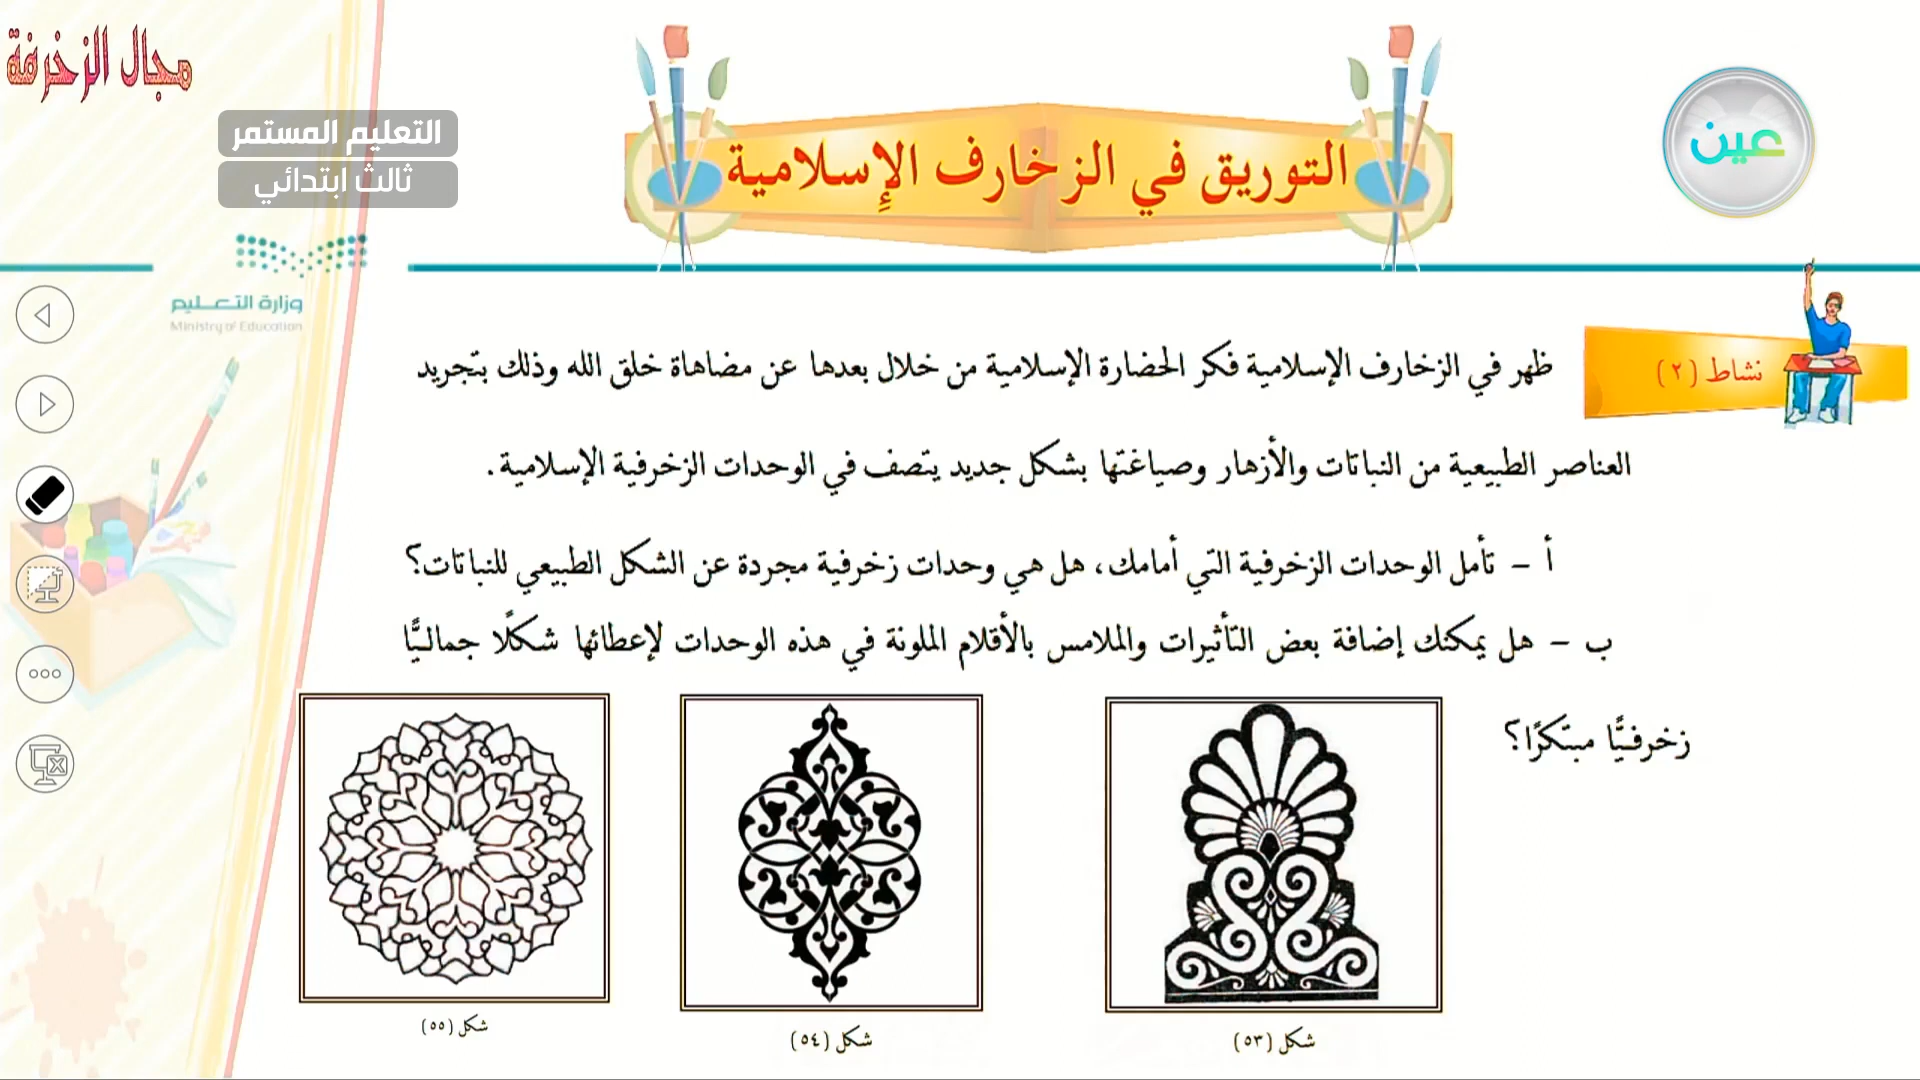 مجال الزخرفة
التعليم المستمر
ثالث ابتدائي
التوريق في الزخارف الإِسلامية
عين
وزارة التعليم
Ministry of Education
نشاط (٢)
ظهر في الزخارف الإسلامية فكر الحضارة الإسلامية من خلال بعدها عن مضاهاة خلق الله وذلك بتجريد
العناصر الطبيعية من النباتات والأزهار وصياغتها بشكل جديد يتصف في الوحدات الزخرفية الإسلامية.
أ - تأمل الوحدات الزخرفية التي أمامك، هل هي وحدات زخرفية مجردة عن الشكل الطبيعي للنباتات؟
ب - هل يمكنك إضافة بعض التأثيرات والملامس بالأقلام الملونة في هذه الوحدات لإعطائها شكلًا جماليًّا
زخرفيًّا مبتكرًا؟
شكل (٥٣)
شكل (٥٤)
شكل (٥٥)